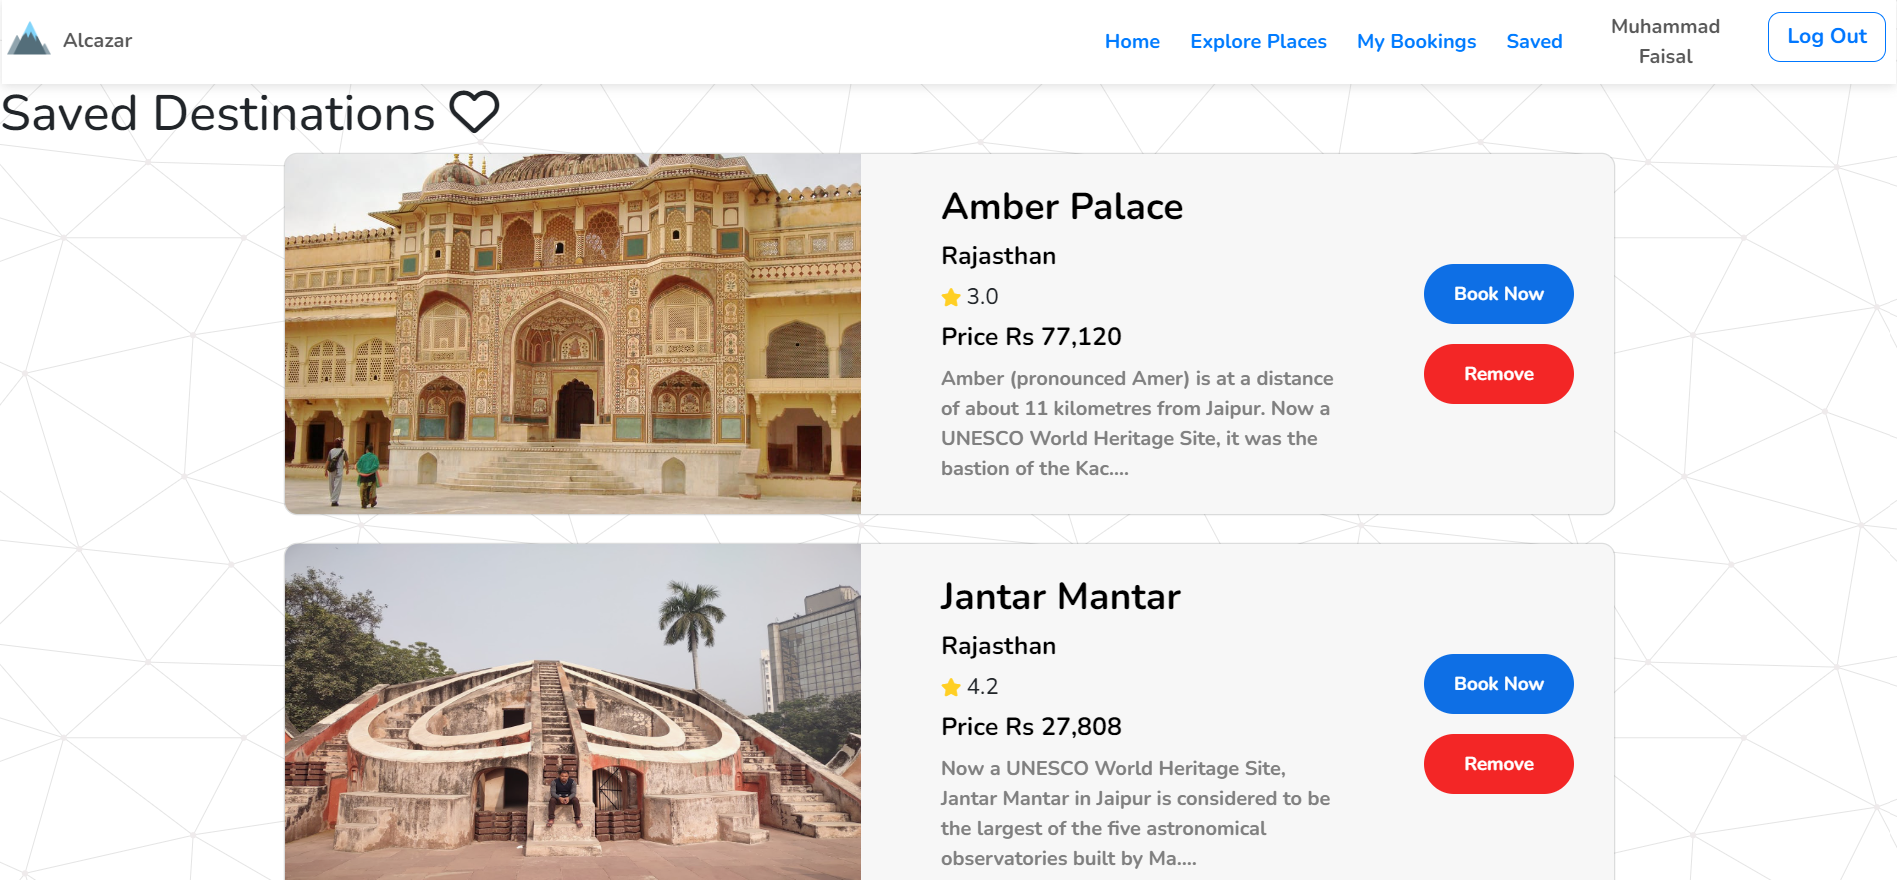 Alcazar
Home
Explore Places
My Bookings
Saved
Muhammad
Faisal
Log Out
Saved Destinations
Amber Palace
Rajasthan
3.0
Price Rs 77,120
Amber (pronounced Amer) is at a distance
of about 11 kilometres from Jaipur. Now a
UNESCO World Heritage Site, it was the
bastion of the Kac....
Book Now
Remove
Jantar Mantar
Rajasthan
4.2
Price Rs 27,808
Now a UNESCO World Heritage Site,
Jantar Mantar in Jaipur is considered to be
the largest of the five astronomical
observatories built by Ma....
Book Now
Remove